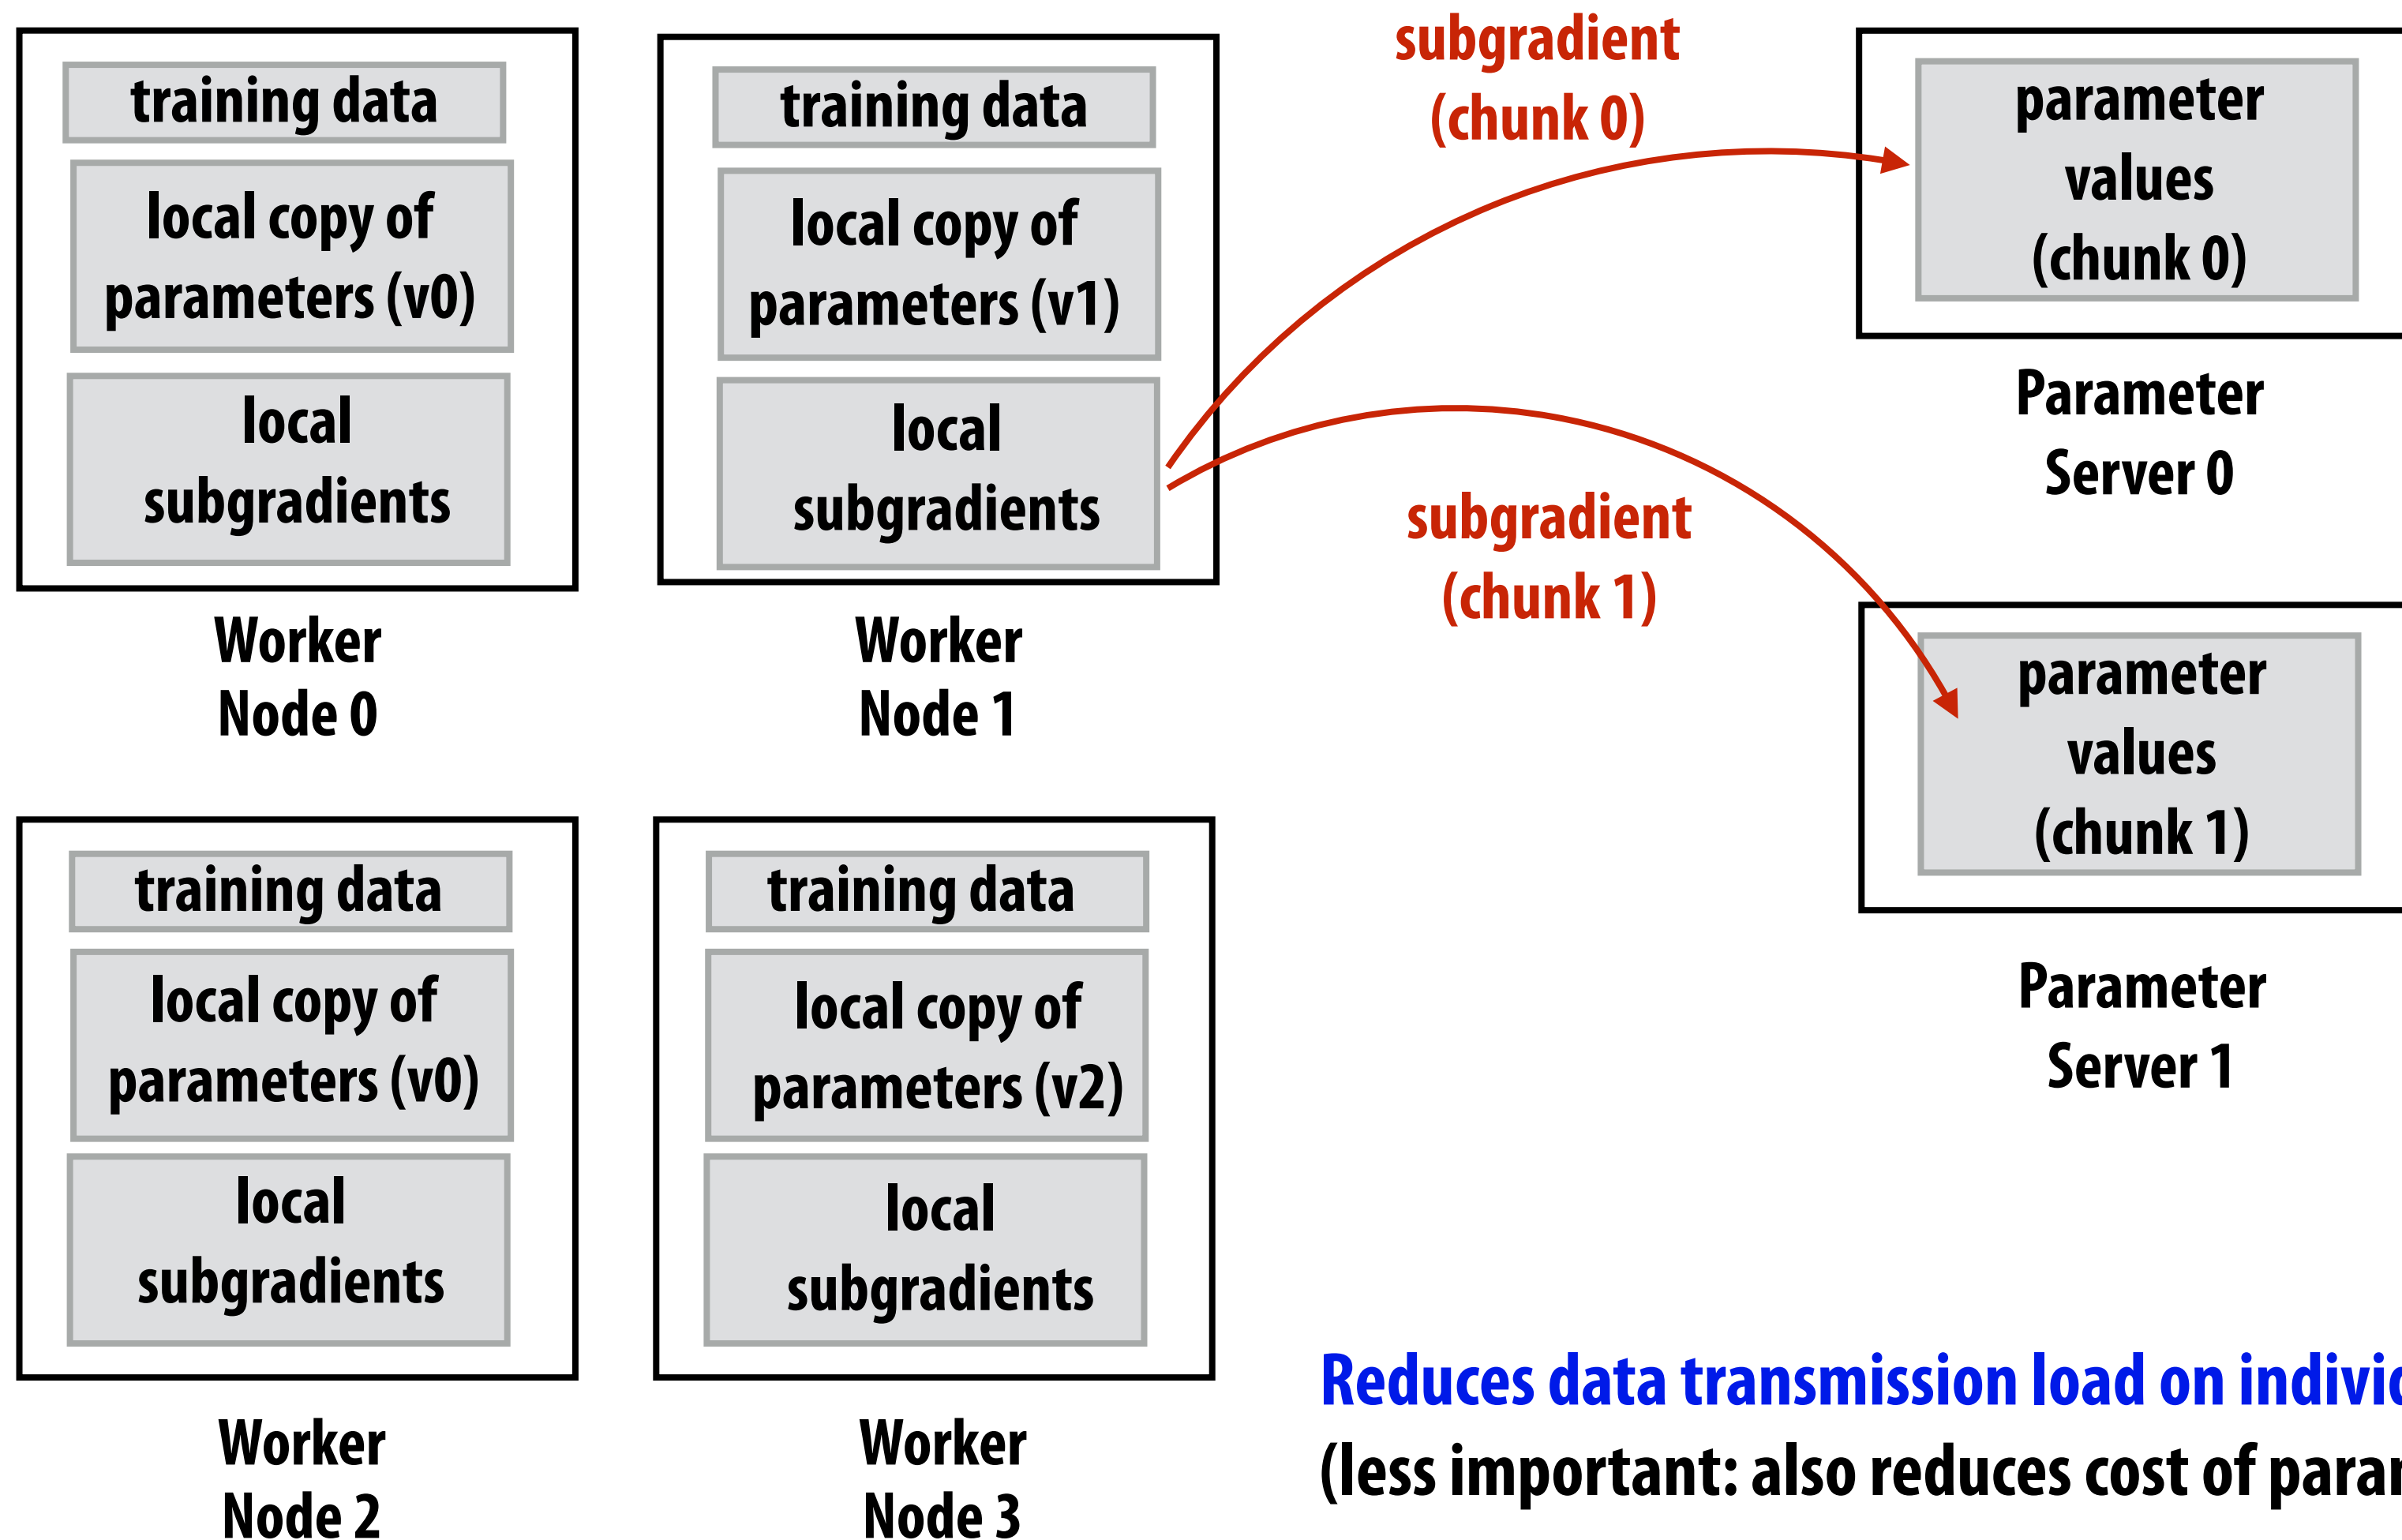 training data
local copy of
parameters (v0)
local
subgradients
Worker
Node 0
training data
local copy of
parameters (v1)
local
subgradients
Worker
Node 1
subgradient
(chunk 0)
subgradient
(chunk 1)
parameter
values
(chunk 0)
Parameter
Server 0
parameter
values
(chunk 1)
Parameter
Server 1
training data
local copy of
parameters (v0)
local
subgradients
Worker
Node 2
training data
local copy of
parameters (v2)
local
subgradients
Worker
Node 3
Reduces data transmission load on
(less important: also reduces cost of